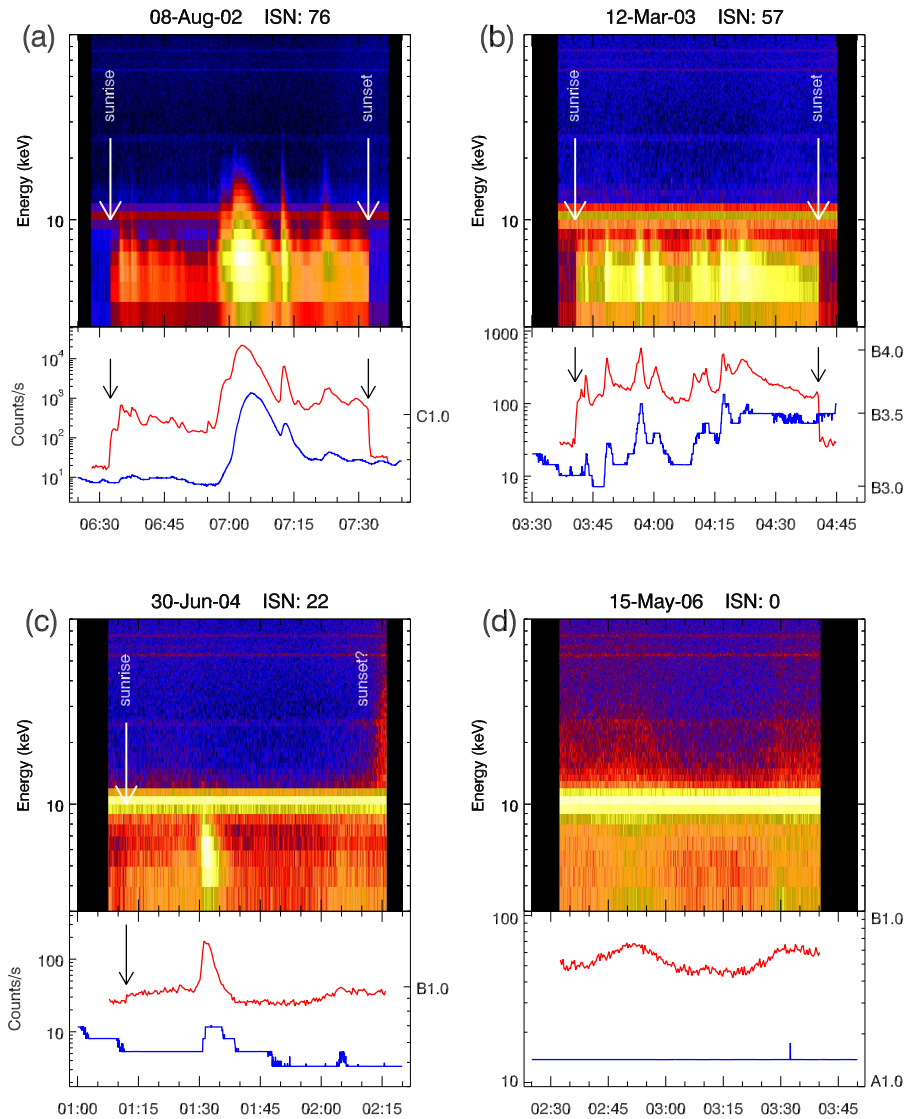 08-Aug-02 ISN: 76
(a)
sunrise
sunset
Energy (keV)
10
Counts/s
10^4
10^3
10^2
10^1
C1.0
06:30 06:45 07:00 07:15 07:30
12-Mar-03 ISN: 57
(b)
sunrise
sunset
Energy (keV)
10
1000
100
10
B4.0
B3.5
B3.0
03:30 03:45 04:00 04:15 04:30 04:45
30-Jun-04 ISN: 22
(c)
sunrise
sunset?
Energy (keV)
10
Counts/s
100
10
B1.0
01:00 01:15 01:30 01:45 02:00 02:15
15-May-06 ISN: 0
(d)
Energy (keV)
10
100
10
B1.0
A1.0
02:30 02:45 03:00 03:15 03:30 03:45